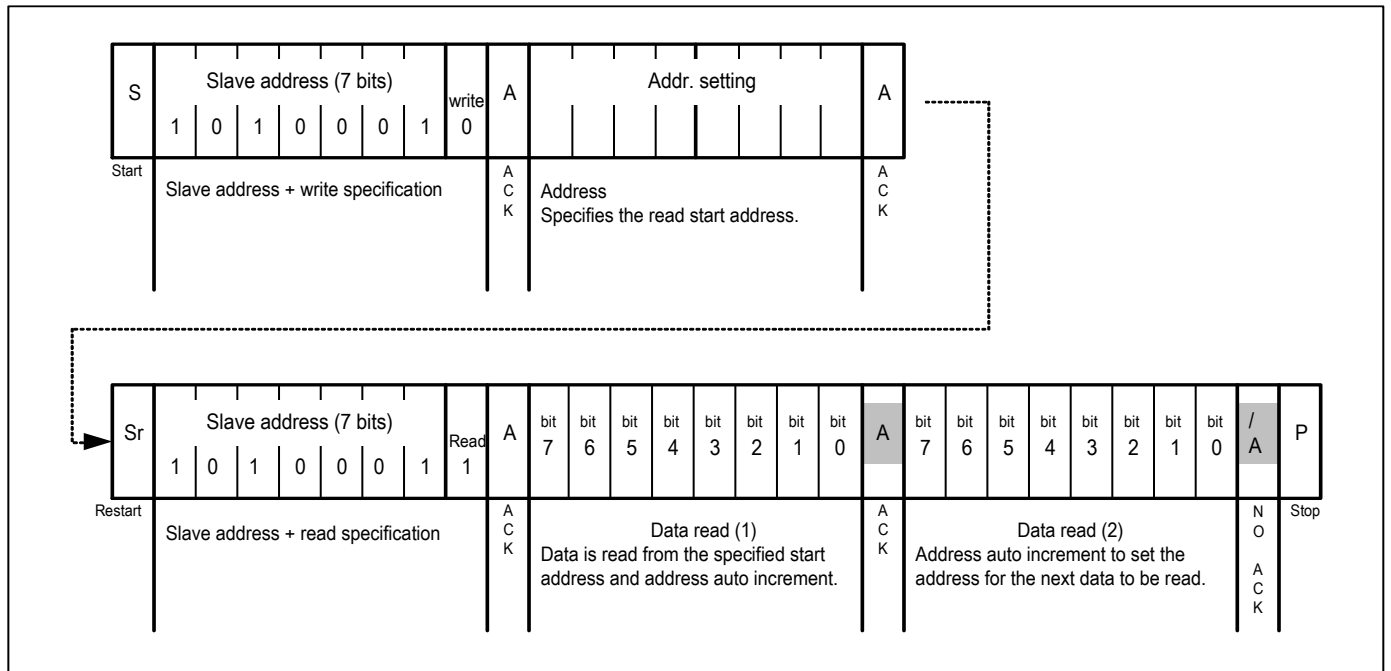 S
Slave address (7 bits)
write
A
Addr. setting
A
1 0 1 0 0 0 1 0
Start
Slave address + write specification
A
C
K
Address
Specifies the read start address.
A
C
K
Sr
Slave address (7 bits)
Read
A
bit bit bit bit bit bit bit bit
7 6 5 4 3 2 1 0
A
bit bit bit bit bit bit bit bit
7 6 5 4 3 2 1 0
/
A
P
1 0 1 0 0 0 1 1
Restart
Slave address + read specification
A
C
K
Data read (1)
Data is read from the specified start
address and address auto increment.
A
C
K
Data read (2)
Address auto increment to set the
address for the next data to be read.
N
O
A
C
K
Stop